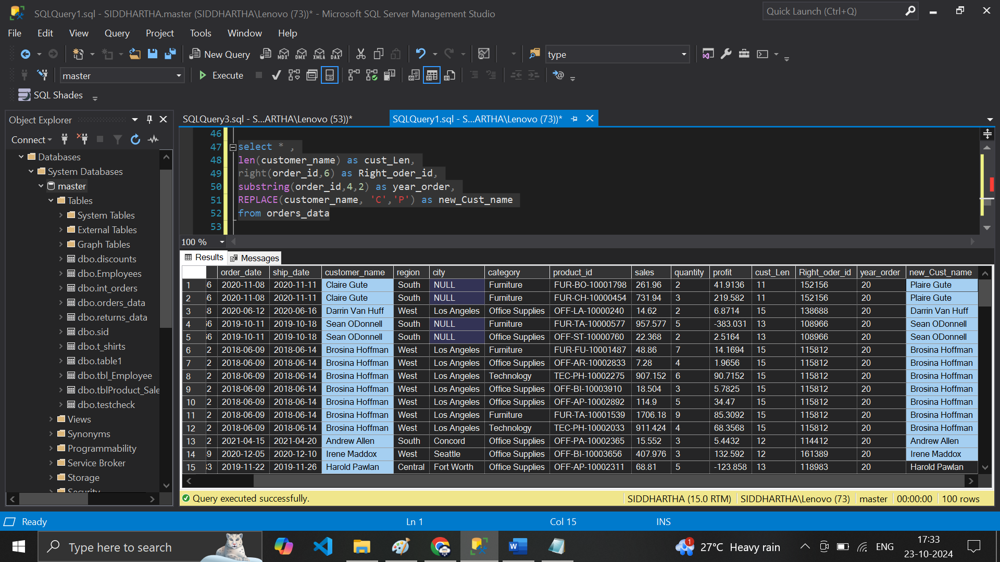 SQLQuery1.sql - SIDDHARTHA.master (SIDDHARTHA\Lenovo (73))* - Microsoft SQL Server Management Studio
Quick Launch (Ctrl+Q)
File Edit View Query Project Tools Window Help
New Query MDX DMX XMLA DAX type
master Execute
SQL Shades
Object Explorer
Connect
Databases
System Databases
master
Tables
System Tables
External Tables
Graph Tables
dbo.discounts
dbo.Employees
dbo.int_orders
dbo.orders_data
dbo.returns_data
dbo.sid
dbo.t_shirts
dbo.table1
dbo.tbl_Employee
dbo.tblProduct_Sale
dbo.testcheck
Views
Synonyms
Programmability
Service Broker
Storage
Security
SQLQuery3.sql - S...ARTHA\Lenovo (53))* SQLQuery1.sql - S...ARTHA\Lenovo (73))*
46
47 select * ,
48 len(customer_name) as cust_Len,
49 right(order_id,6) as Right_oder_id,
50 substring(order_id,4,2) as year_order,
51 REPLACE(customer_name, 'C','P') as new_Cust_name
52 from orders_data
53
100 %
Results Messages
order_date ship_date customer_name region city category product_id sales quantity profit cust_Len Right_oder_id year_order new_Cust_name
1 6 2020-11-08 2020-11-11 Claire Gute South NULL Furniture FUR-BO-10001798 261.96 2 41.9136 11 152156 20 Plaire Gute
2 6 2020-11-08 2020-11-11 Claire Gute South NULL Furniture FUR-CH-10000454 731.94 3 219.582 11 152156 20 Plaire Gute
3 8 2020-06-12 2020-06-16 Darrin Van Huff West Los Angeles Office Supplies OFF-LA-10000240 14.62 2 6.8714 15 138688 20 Darrin Van Huff
4 66 2019-10-11 2019-10-18 Sean ODonnell South NULL Furniture FUR-TA-10000577 957.577 5 -383.031 13 108966 20 Sean ODonnell
5 66 2019-10-11 2019-10-18 Sean ODonnell South NULL Office Supplies OFF-ST-10000760 22.368 2 2.5164 13 108966 20 Sean ODonnell
6 2 2018-06-09 2018-06-14 Brosina Hoffman West Los Angeles Furniture FUR-FU-10001487 48.86 7 14.1694 15 115812 20 Brosina Hoffman
7 2 2018-06-09 2018-06-14 Brosina Hoffman West Los Angeles Office Supplies OFF-AR-10002833 7.28 4 1.9656 15 115812 20 Brosina Hoffman
8 2 2018-06-09 2018-06-14 Brosina Hoffman West Los Angeles Technology TEC-PH-10002275 907.152 6 90.7152 15 115812 20 Brosina Hoffman
9 2 2018-06-09 2018-06-14 Brosina Hoffman West Los Angeles Office Supplies OFF-BI-10003910 18.504 3 5.7825 15 115812 20 Brosina Hoffman
10 2 2018-06-09 2018-06-14 Brosina Hoffman West Los Angeles Office Supplies OFF-AP-10002892 114.9 5 34.47 15 115812 20 Brosina Hoffman
11 2 2018-06-09 2018-06-14 Brosina Hoffman West Los Angeles Furniture FUR-TA-10001539 1706.18 9 85.3092 15 115812 20 Brosina Hoffman
12 2 2018-06-09 2018-06-14 Brosina Hoffman West Los Angeles Technology TEC-PH-10002033 911.424 4 68.3568 15 115812 20 Brosina Hoffman
13 2 2021-04-15 2021-04-20 Andrew Allen South Concord Office Supplies OFF-PA-10002365 15.552 3 5.4432 12 114412 20 Andrew Allen
14 9 2020-12-05 2020-12-10 Irene Maddox West Seattle Office Supplies OFF-BI-10003656 407.976 3 132.592 12 161389 20 Irene Maddox
15 63 2019-11-22 2019-11-26 Harold Pawlan Central Fort Worth Office Supplies OFF-AP-10002311 68.81 5 -123.858 13 118983 20 Harold Pawlan
Query executed successfully. SIDDHARTHA (15.0 RTM) SIDDHARTHA\Lenovo (73) master 00:00:00 100 rows
Ready Ln 1 Col 15 INS
Type here to search W 1 27°C Heavy rain ENG 17:33
23-10-2024